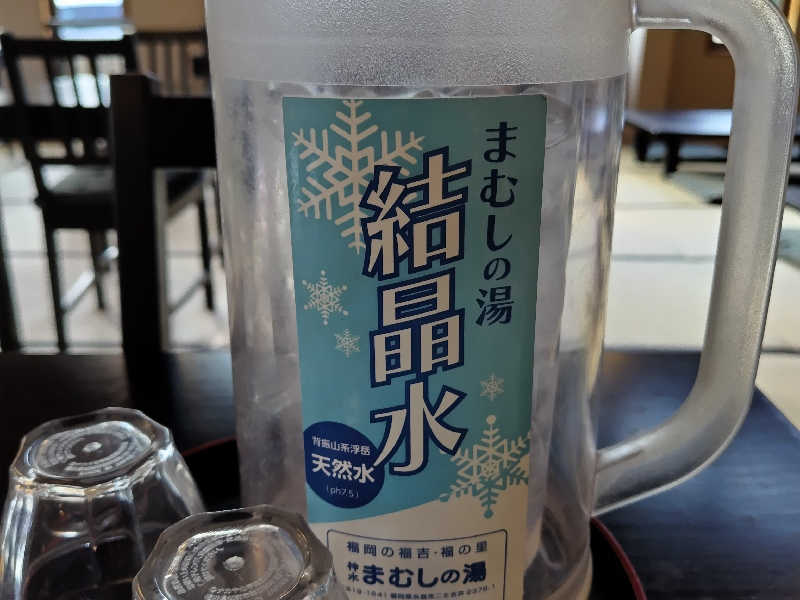 まむしの湯
結晶水
背振山系浮岳
天然水
（ph7.5）
福岡の福吉・福の里
神水 まむしの湯